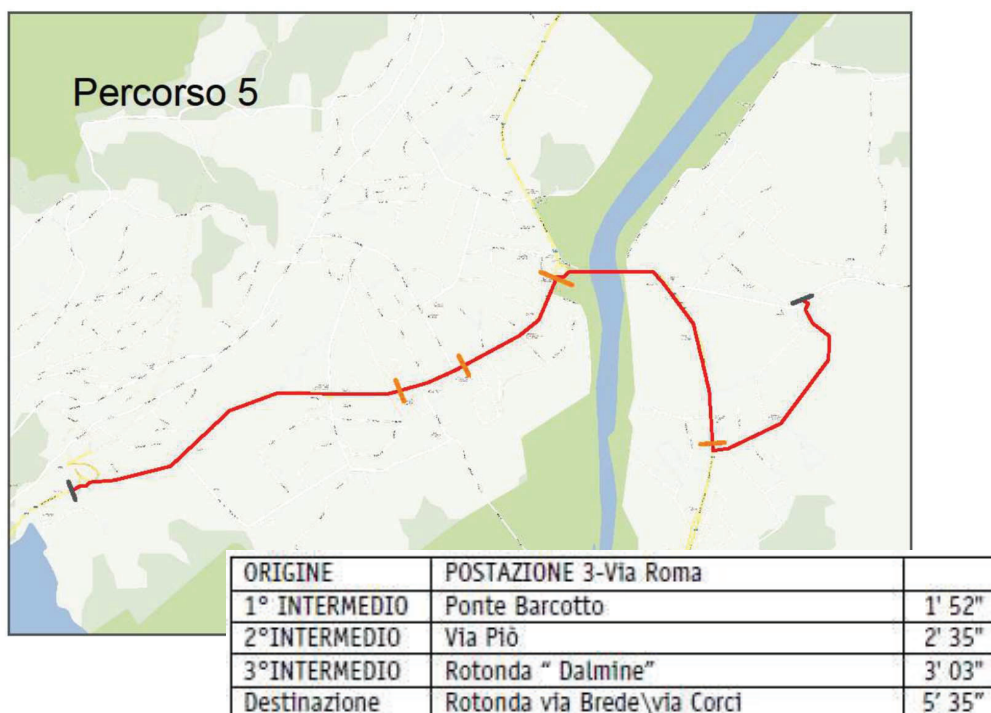 Percorso 5
ORIGINE POSTAZIONE 3-Via Roma
1° INTERMEDIO Ponte Barcotto 1' 52"
2°INTERMEDIO Via Piò 2' 35"
3°INTERMEDIO Rotonda " Dalmine" 3' 03"
Destinazione Rotonda via Brede\via Corci 5' 35"